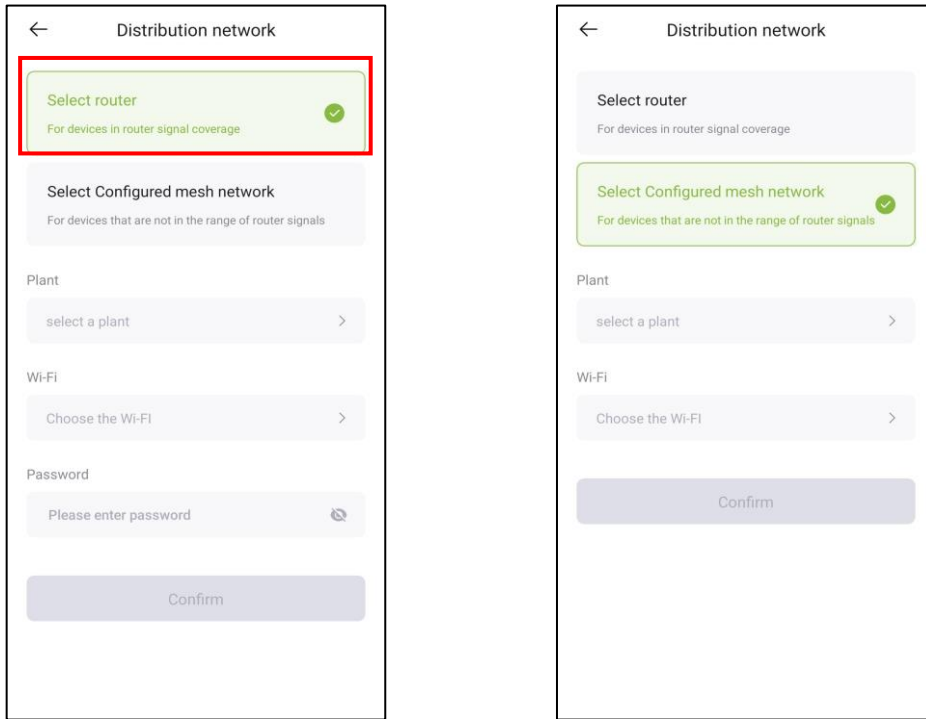 Distribution network
Select router
For devices in router signal coverage
Select Configured mesh network
For devices that are not in the range of router signals
Plant
select a plant
Wi-Fi
Choose the Wi-FI
Password
Please enter password
Confirm
Distribution network
Select router
For devices in router signal coverage
Select Configured mesh network
For devices that are not in the range of router signals
Plant
select a plant
Wi-Fi
Choose the Wi-FI
Confirm